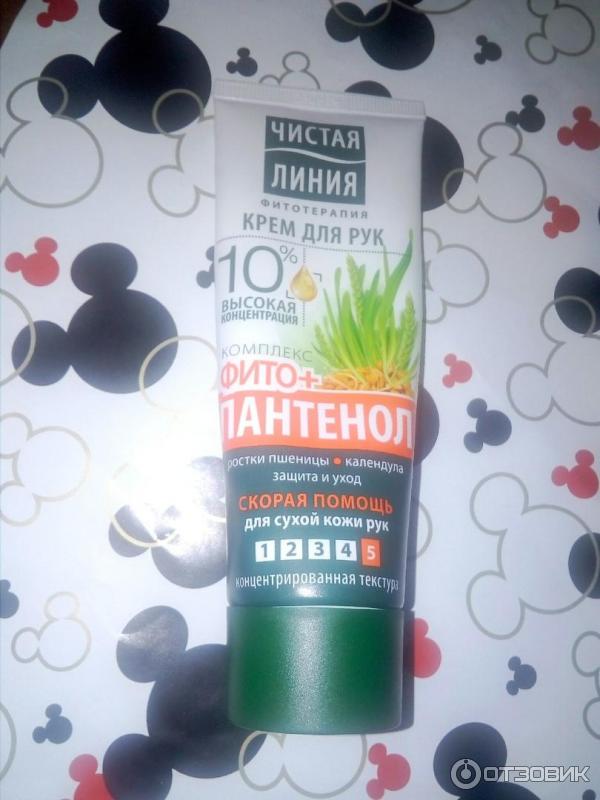 ЧИСТАЯ
ЛИНИЯ
ФИТОТЕРАПИЯ
КРЕМ ДЛЯ РУК
10%
ВЫСОКАЯ
КОНЦЕНТРАЦИЯ
КОМПЛЕКС
ФИТО+
ПАНТЕНОЛ
ростки пшеницы • календула
защита и уход
СКОРАЯ ПОМОЩЬ
для сухой кожи рук
1 2 3 4 5
концентрированная текстура
ОТЗОВИК